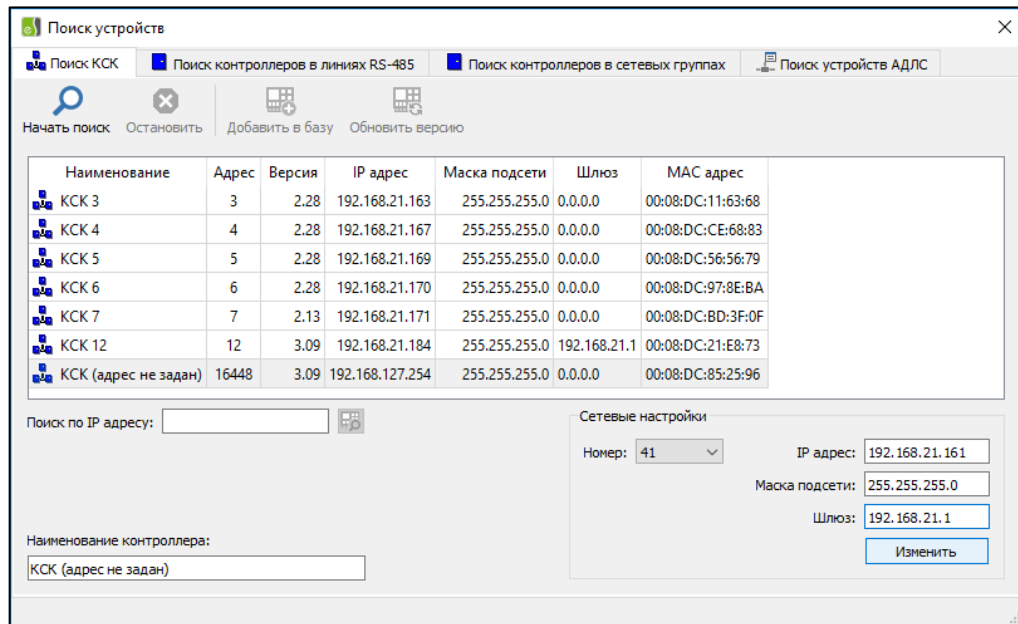 Поиск устройств
Поиск КСК Поиск контроллеров в линиях RS-485 Поиск контроллеров в сетевых группах Поиск устройств АДЛС
Начать поиск Остановить Добавить в базу Обновить версию
Наименование Адрес Версия IP адрес Маска подсети Шлюз MAC адрес
КСК 3 3 2.28 192.168.21.163 255.255.255.0 0.0.0.0 00:08:DC:11:63:68
КСК 4 4 2.28 192.168.21.167 255.255.255.0 0.0.0.0 00:08:DC:CE:68:83
КСК 5 5 2.28 192.168.21.169 255.255.255.0 0.0.0.0 00:08:DC:56:56:79
КСК 6 6 2.28 192.168.21.170 255.255.255.0 0.0.0.0 00:08:DC:97:8E:BA
КСК 7 7 2.13 192.168.21.171 255.255.255.0 0.0.0.0 00:08:DC:BD:3F:0F
КСК 12 12 3.09 192.168.21.184 255.255.255.0 192.168.21.1 00:08:DC:21:E8:73
КСК (адрес не задан) 16448 3.09 192.168.127.254 255.255.255.0 0.0.0.0 00:08:DC:85:25:96
Поиск по IP адресу:
Сетевые настройки
Номер: 41 IP адрес: 192.168.21.161
Маска подсети: 255.255.255.0
Шлюз: 192.168.21.1
Изменить
Наименование контроллера:
КСК (адрес не задан)